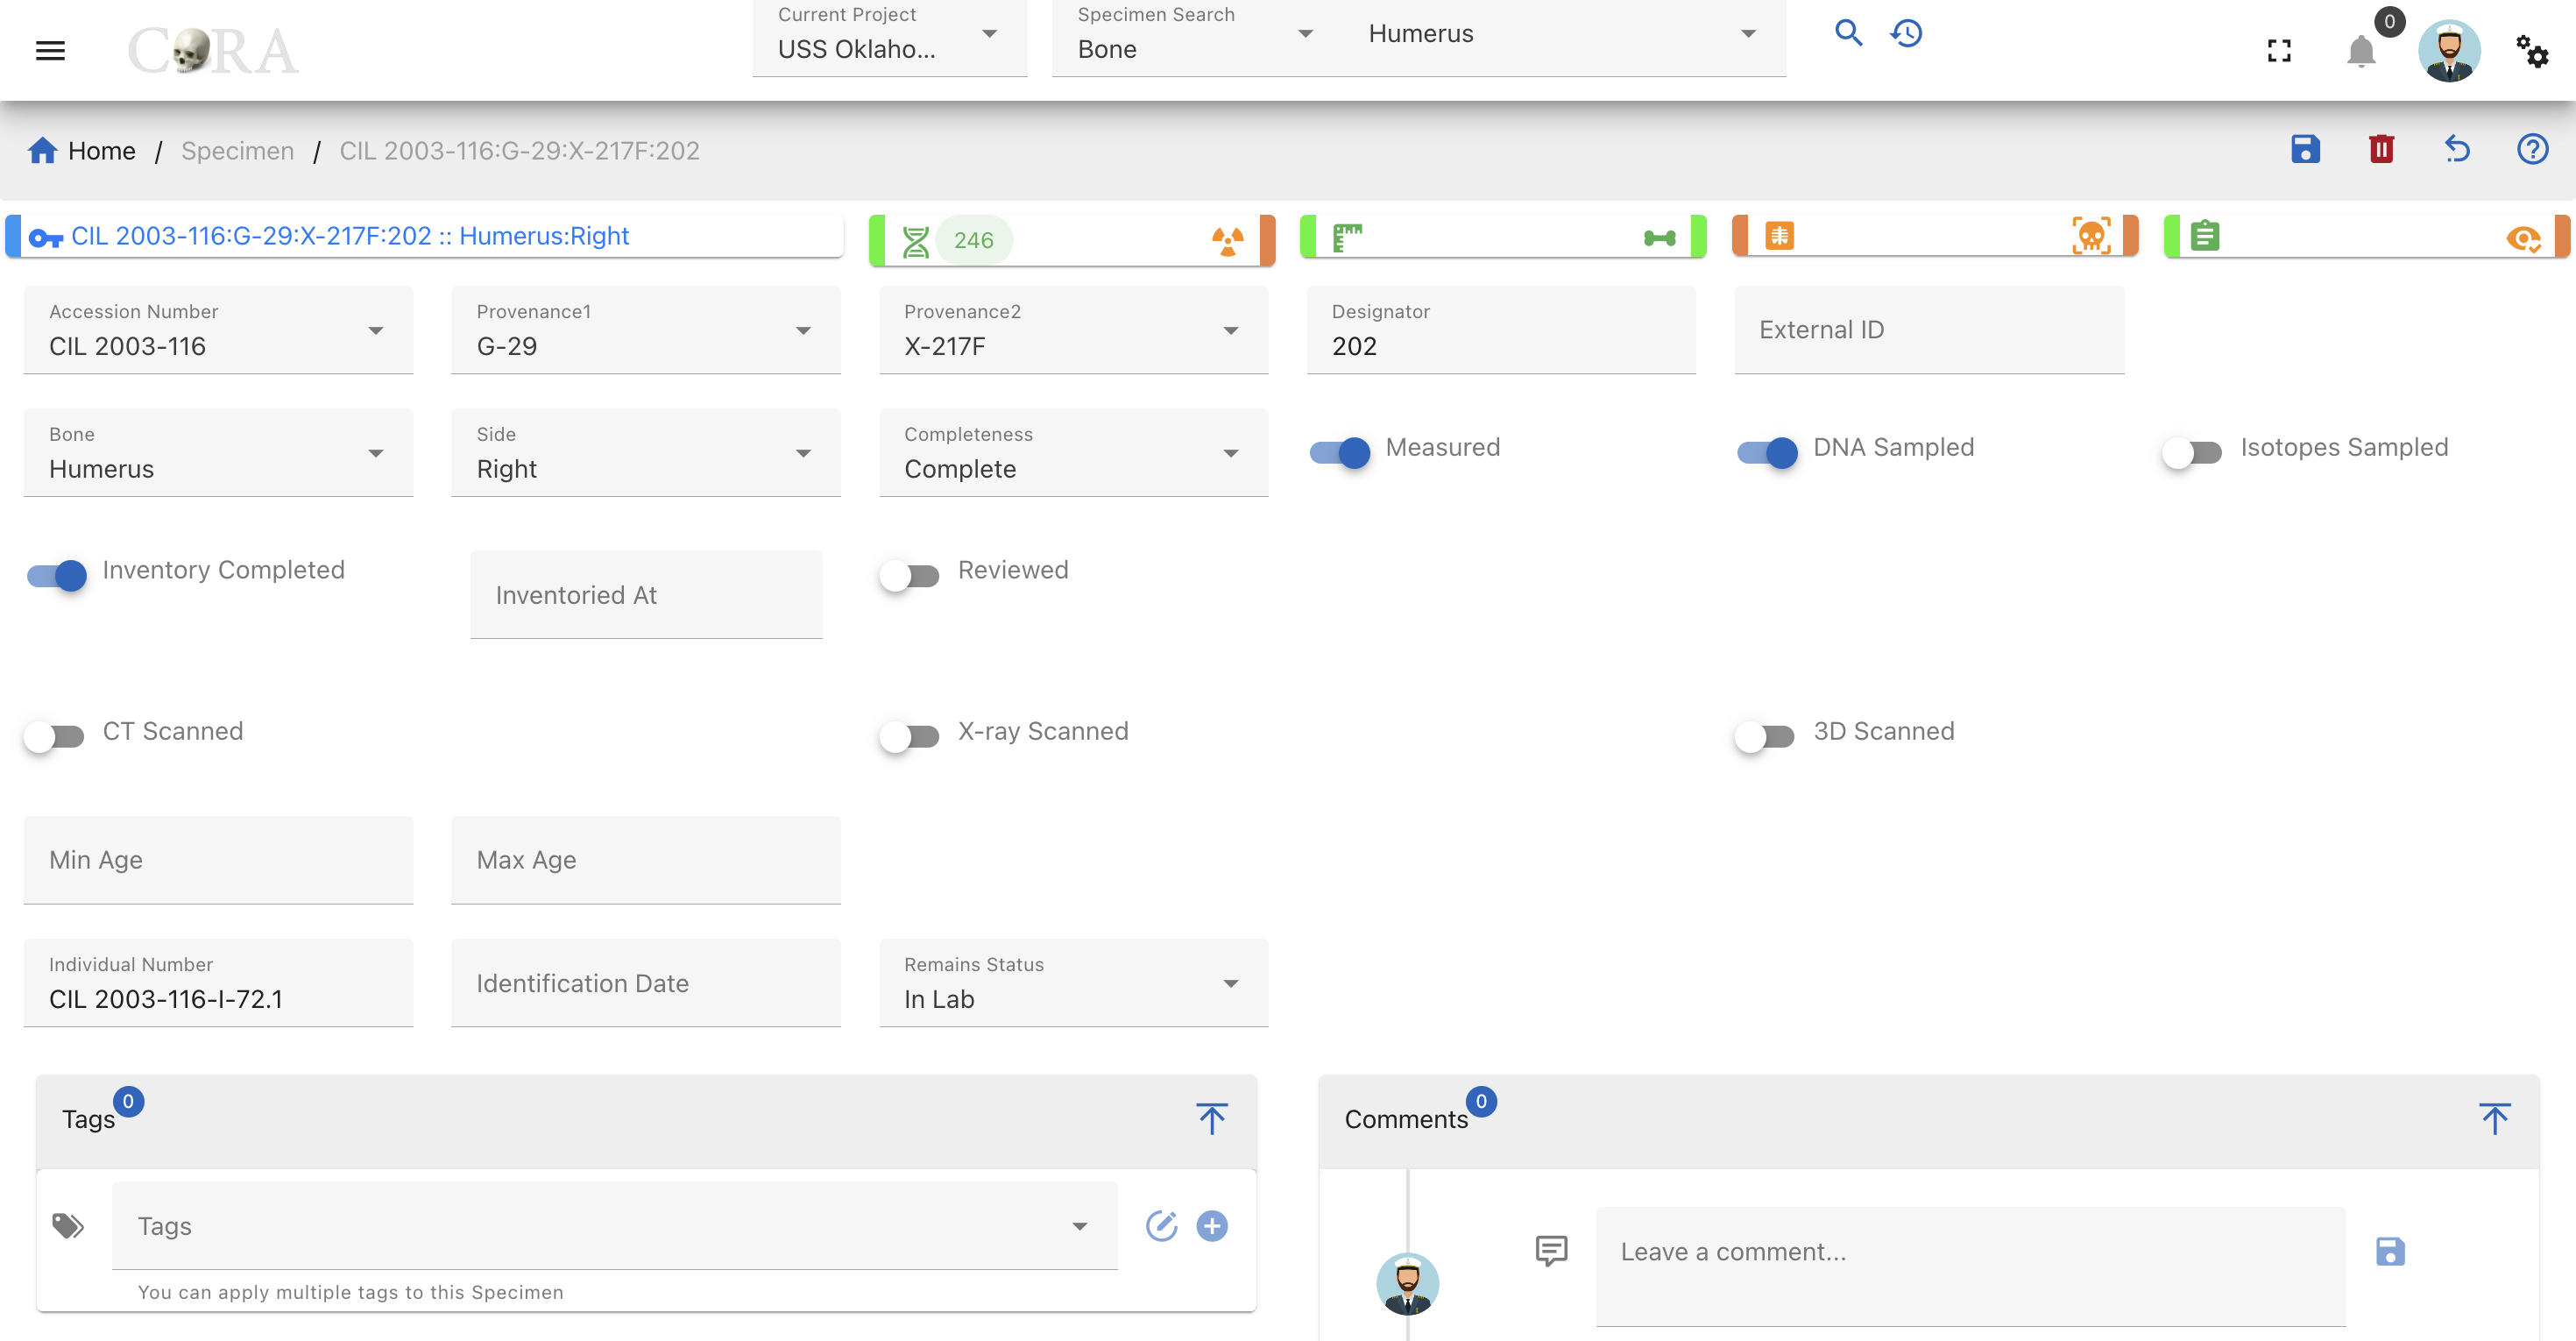 CORA
Current Project
USS Oklaho...
Specimen Search
Bone
Humerus
0
Home / Specimen / CIL 2003-116:G-29:X-217F:202
CIL 2003-116:G-29:X-217F:202 :: Humerus:Right
246
Accession Number
CIL 2003-116
Provenance1
G-29
Provenance2
X-217F
Designator
202
External ID
Bone
Humerus
Side
Right
Completeness
Complete
Measured
DNA Sampled
Isotopes Sampled
Inventory Completed
Inventoried At
Reviewed
CT Scanned
X-ray Scanned
3D Scanned
Min Age
Max Age
Individual Number
CIL 2003-116-I-72.1
Identification Date
Remains Status
In Lab
Tags
0
Comments
0
Tags
You can apply multiple tags to this Specimen
Leave a comment...